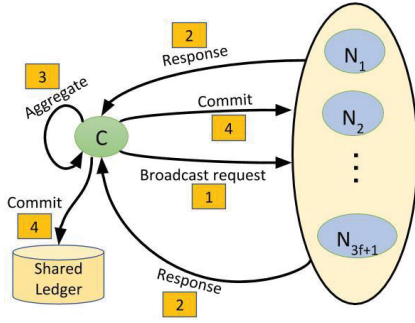 2
Response
3
Aggregate
C
Commit
4
Broadcast request
1
Commit
4
Shared
Ledger
Response
2
N1
N2
⋮
N3f+1